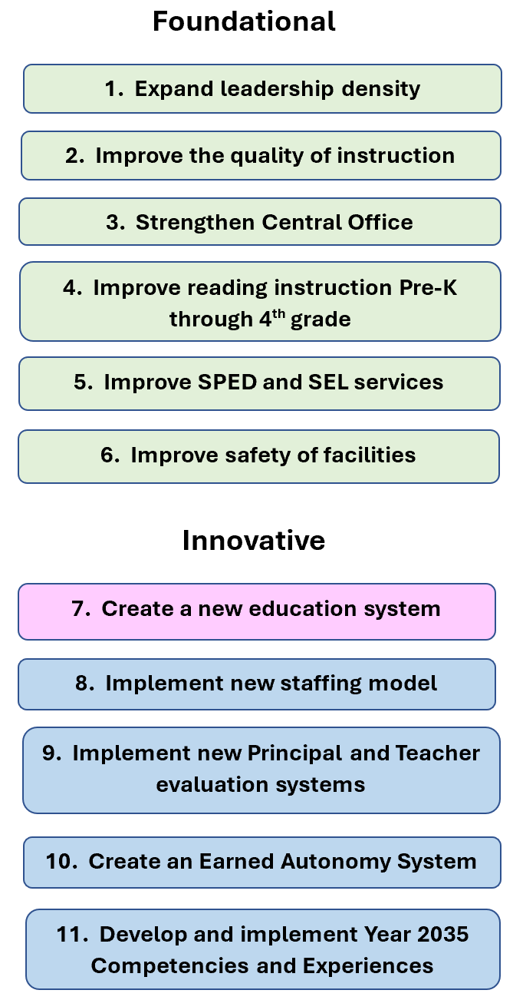 Foundational
1. Expand leadership density
2. Improve the quality of instruction
3. Strengthen Central Office
4. Improve reading instruction Pre-K
through 4th grade
5. Improve SPED and SEL services
6. Improve safety of facilities
Innovative
7. Create a new education system
8. Implement new staffing model
9. Implement new Principal and Teacher
evaluation systems
10. Create an Earned Autonomy System
11. Develop and implement Year 2035
Competencies and Experiences